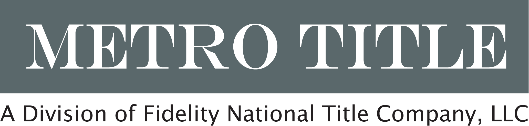 METRO TITLE
A Division of Fidelity National Title Company, LLC